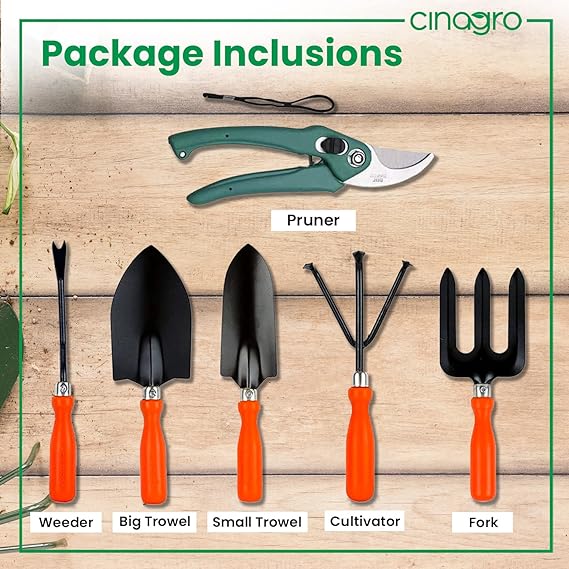 cinagro
Package Inclusions
Pruner
Weeder
Big Trowel
Small Trowel
Cultivator
Fork